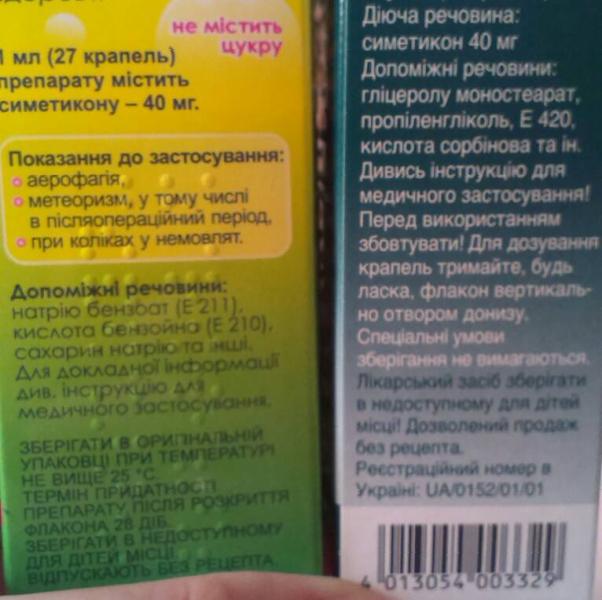 не містить
цукру
1 мл (27 крапель)
препарату містить
симетикону – 40 мг.
Показання до застосування:
аерофагія,
метеоризм, у тому числі
в післяопераційний період,
при коліках у немовлят.
Допоміжні речовини:
натрію бензоат (Е 211),
кислота бензойна (Е 210),
сахарин натрію та інші.
Для докладної інформації
див. інструкцію для
медичного застосування.
ЗБЕРІГАТИ В ОРИГІНАЛЬНІЙ
УПАКОВЦІ ПРИ ТЕМПЕРАТУРІ
НЕ ВИЩЕ 25 °С.
ТЕРМІН ПРИДАТНОСТІ
ПРЕПАРАТУ ПІСЛЯ РОЗКРИТТЯ
ФЛАКОНА 28 ДІБ.
ЗБЕРІГАТИ В НЕДОСТУПНОМУ
ДЛЯ ДІТЕЙ МІСЦІ.
ВІДПУСКАЮТЬ БЕЗ РЕЦЕПТА.
Діюча речовина:
симетикон 40 мг
Допоміжні речовини:
гліцеролу моностеарат,
пропіленгліколь, Е 420,
кислота сорбінова та ін.
Дивись інструкцію для
медичного застосування!
Перед використанням
збовтувати! Для дозування
крапель тримайте, будь
ласка, флакон вертикаль-
но отвором донизу.
Спеціальні умови
зберігання не вимагаються.
Лікарський засіб зберігати
в недоступному для дітей
місці! Дозволений продаж
без рецепта.
Реєстраційний номер в
Україні: UA/0152/01/01
4 013054 003329